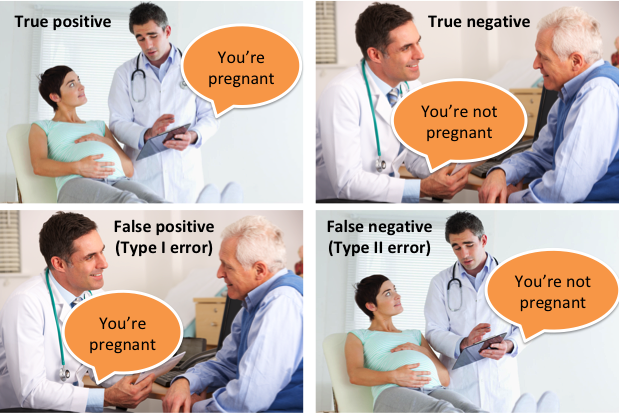 True positive
You’re
pregnant
True negative
You’re not
pregnant
False positive
(Type I error)
You’re
pregnant
False negative
(Type II error)
You’re not
pregnant